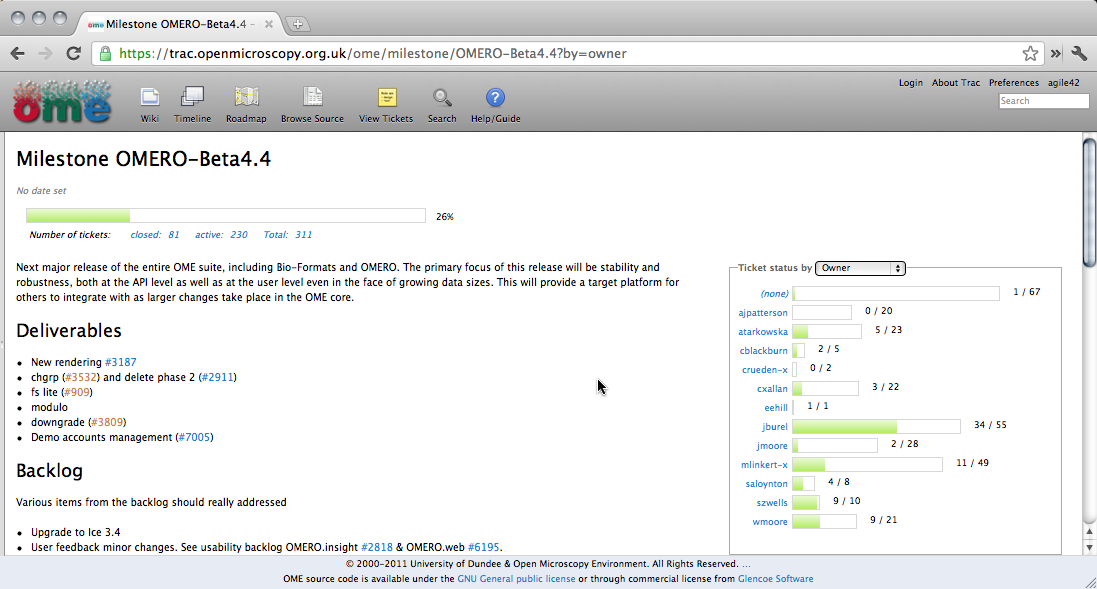 Milestone OMERO-Beta4.4 -
https://trac.openmicroscopy.org.uk/ome/milestone/OMERO-Beta4.4?by=owner
Login About Trac Preferences agile42
ome
Wiki Timeline Roadmap Browse Source View Tickets Search Help/Guide
Search
Milestone OMERO-Beta4.4
No date set
26%
Number of tickets: closed: 81 active: 230 Total: 311
Next major release of the entire OME suite, including Bio-Formats and OMERO. The primary focus of this release will be stability and
robustness, both at the API level as well as at the user level even in the face of growing data sizes. This will provide a target platform for
others to integrate with as larger changes take place in the OME core.
Deliverables
• New rendering #3187
• chgrp (#3532) and delete phase 2 (#2911)
• fs lite (#909)
• modulo
• downgrade (#3809)
• Demo accounts management (#7005)
Backlog
Various items from the backlog should really addressed
• Upgrade to Ice 3.4
• User feedback minor changes. See usability backlog OMERO.insight #2818 & OMERO.web #6195.
Ticket status by Owner
(none) 1 / 67
ajpatterson 0 / 20
atarkowska 5 / 23
cblackburn 2 / 5
crueden-x 0 / 2
cxallan 3 / 22
eehill 1 / 1
jburel 34 / 55
jmoore 2 / 28
mlinkert-x 11 / 49
saloynton 4 / 8
szwells 9 / 10
wmoore 9 / 21
© 2000-2011 University of Dundee & Open Microscopy Environment. All Rights Reserved. ...
OME source code is available under the GNU General public license or through commercial license from Glencoe Software